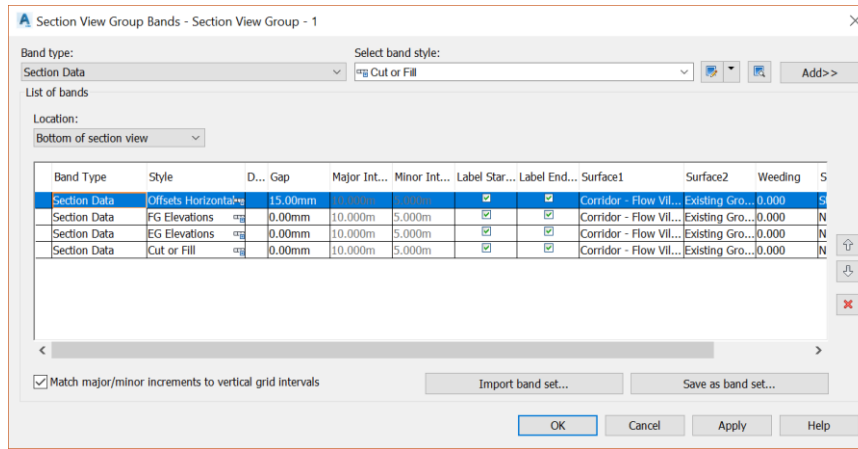 Section View Group Bands - Section View Group - 1
Band type: Select band style:
Section Data Cut or Fill Add>>
List of bands
Location:
Bottom of section view
Band Type Style D... Gap Major Int... Minor Int... Label Star... Label End... Surface1 Surface2 Weeding S
Section Data Offsets Horizontal 15.00mm 10.000m 5.000m Corridor - Flow Vil... Existing Gro... 0.000 S
Section Data FG Elevations 0.00mm 10.000m 5.000m Corridor - Flow Vil... Existing Gro... 0.000 N
Section Data EG Elevations 0.00mm 10.000m 5.000m Corridor - Flow Vil... Existing Gro... 0.000 N
Section Data Cut or Fill 0.00mm 10.000m 5.000m Corridor - Flow Vil... Existing Gro... 0.000 N
Match major/minor increments to vertical grid intervals Import band set... Save as band set...
OK Cancel Apply Help